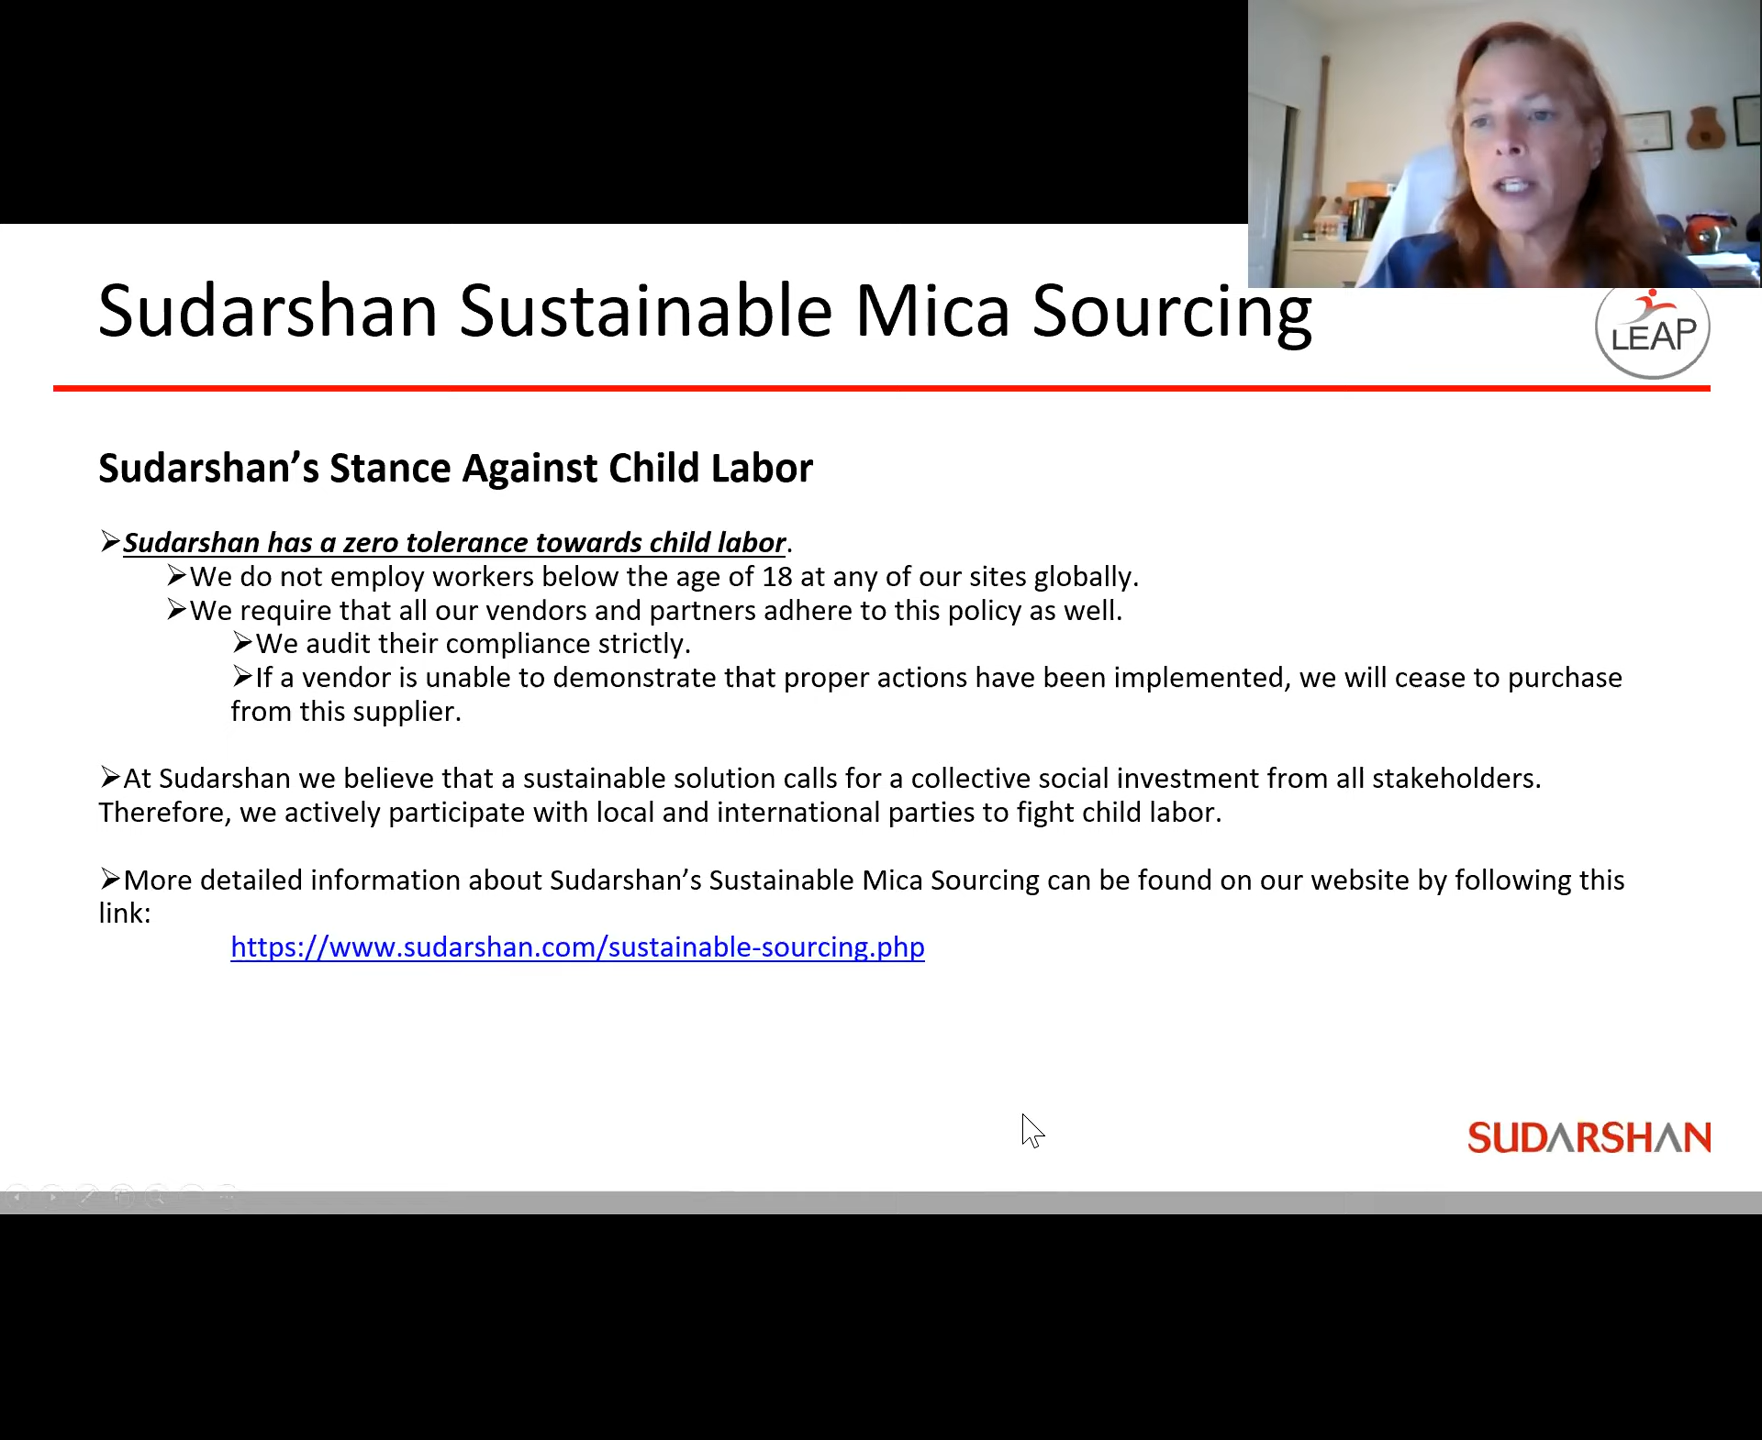 Sudarshan Sustainable Mica Sourcing
LEAP
Sudarshan’s Stance Against Child Labor
➢Sudarshan has a zero tolerance towards child labor.
➢We do not employ workers below the age of 18 at any of our sites globally.
➢We require that all our vendors and partners adhere to this policy as well.
➢We audit their compliance strictly.
➢If a vendor is unable to demonstrate that proper actions have been implemented, we will cease to purchase
from this supplier.
➢At Sudarshan we believe that a sustainable solution calls for a collective social investment from all stakeholders.
Therefore, we actively participate with local and international parties to fight child labor.
➢More detailed information about Sudarshan’s Sustainable Mica Sourcing can be found on our website by following this
link:
https://www.sudarshan.com/sustainable-sourcing.php
SUDARSHAN